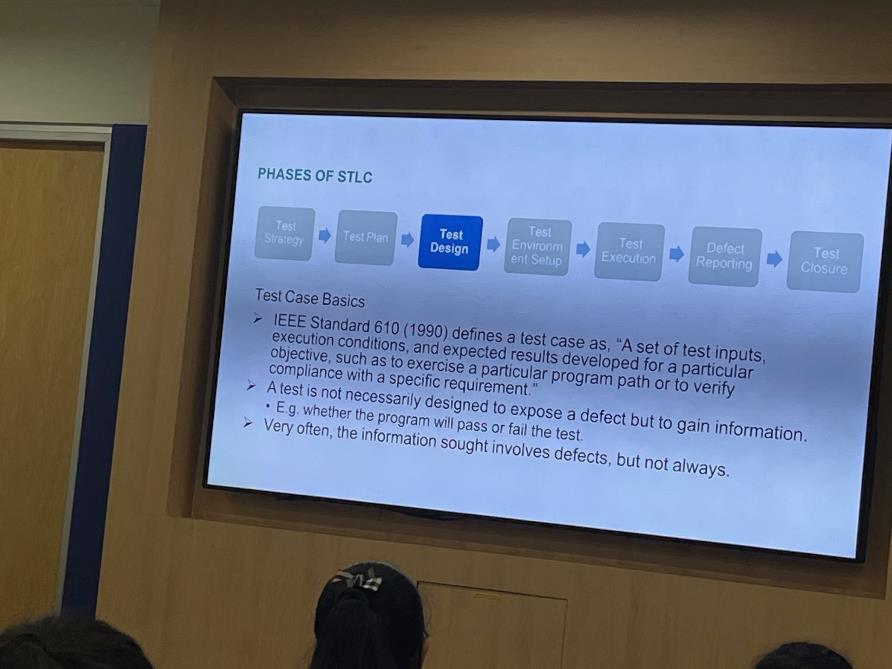 PHASES OF STLC
Test
Strategy
Test Plan
Test
Design
Test
Environm
ent Setup
Test
Execution
Defect
Reporting
Test
Closure
Test Case Basics
➤ IEEE Standard 610 (1990) defines a test case as, “A set of test inputs,
execution conditions, and expected results developed for a particular
objective, such as to exercise a particular program path or to verify
compliance with a specific requirement.”
➤ A test is not necessarily designed to expose a defect but to gain information.
• E.g. whether the program will pass or fail the test.
➤ Very often, the information sought involves defects, but not always.